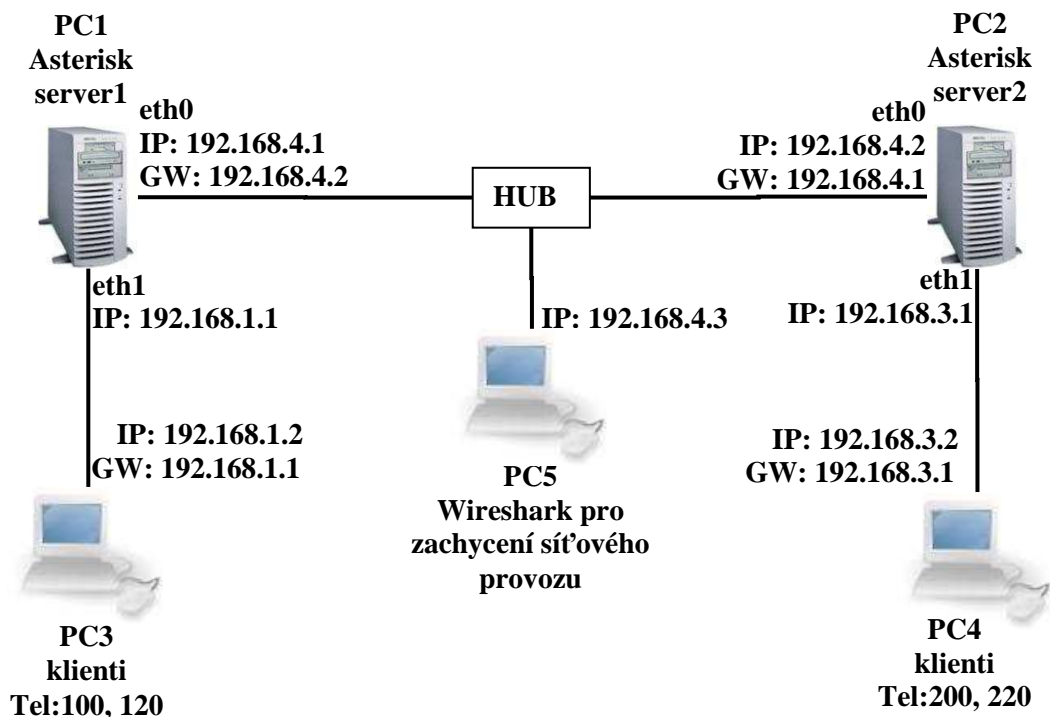 PC1
Asterisk
server1
eth0
IP: 192.168.4.1
GW: 192.168.4.2
eth1
IP: 192.168.1.1
HUB
PC2
Asterisk
server2
eth0
IP: 192.168.4.2
GW: 192.168.4.1
eth1
IP: 192.168.3.1
IP: 192.168.4.3
PC5
Wireshark pro
zachycení síťového
provozu
IP: 192.168.1.2
GW: 192.168.1.1
PC3
klienti
Tel:100, 120
IP: 192.168.3.2
GW: 192.168.3.1
PC4
klienti
Tel:200, 220